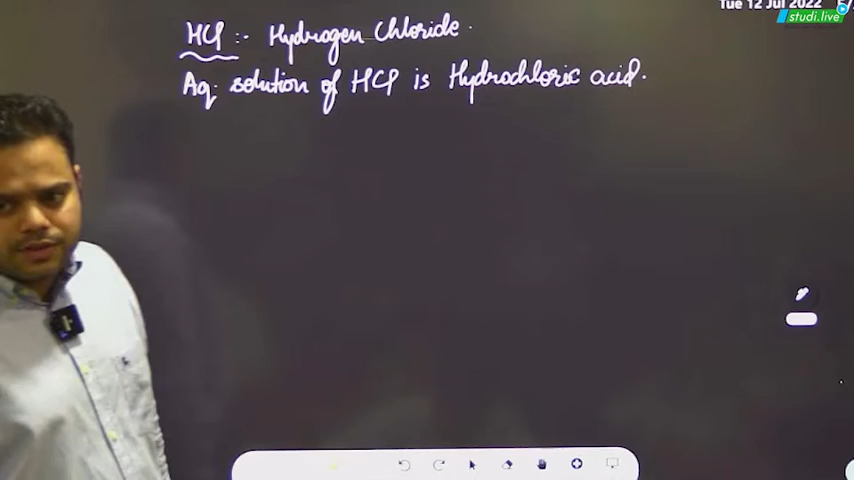 Tue 12 Jul 2022
studi.live
HCl :- Hydrogen Chloride.
Aq. solution of HCl is Hydrochloric acid.